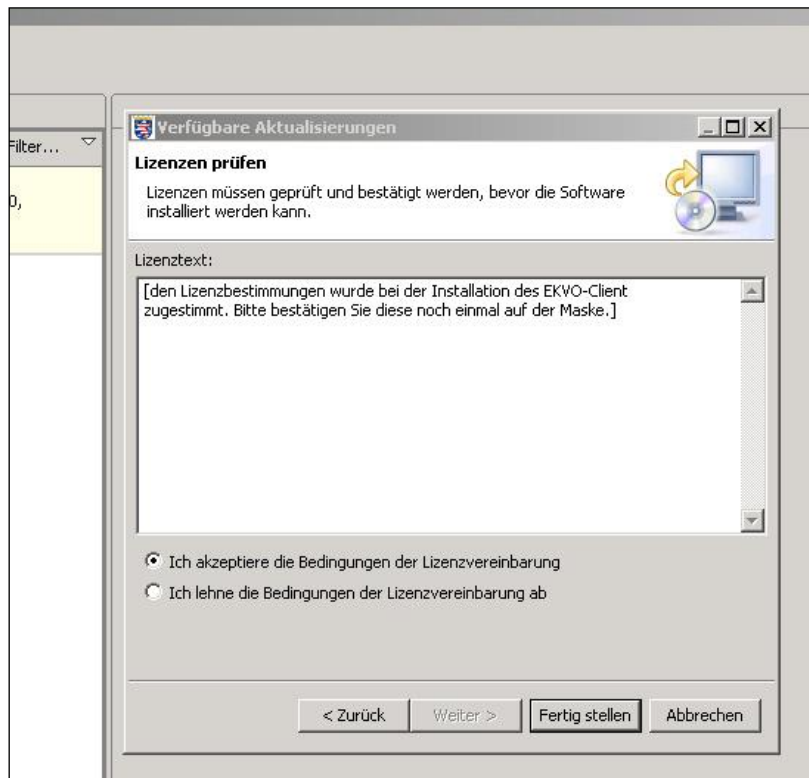 Filter...
0,
Verfügbare Aktualisierungen
Lizenzen prüfen
Lizenzen müssen geprüft und bestätigt werden, bevor die Software
installiert werden kann.
Lizenztext:
[den Lizenzbestimmungen wurde bei der Installation des EKVO-Client
zugestimmt. Bitte bestätigen Sie diese noch einmal auf der Maske.]
Ich akzeptiere die Bedingungen der Lizenzvereinbarung
Ich lehne die Bedingungen der Lizenzvereinbarung ab
< Zurück Weiter > Fertig stellen Abbrechen